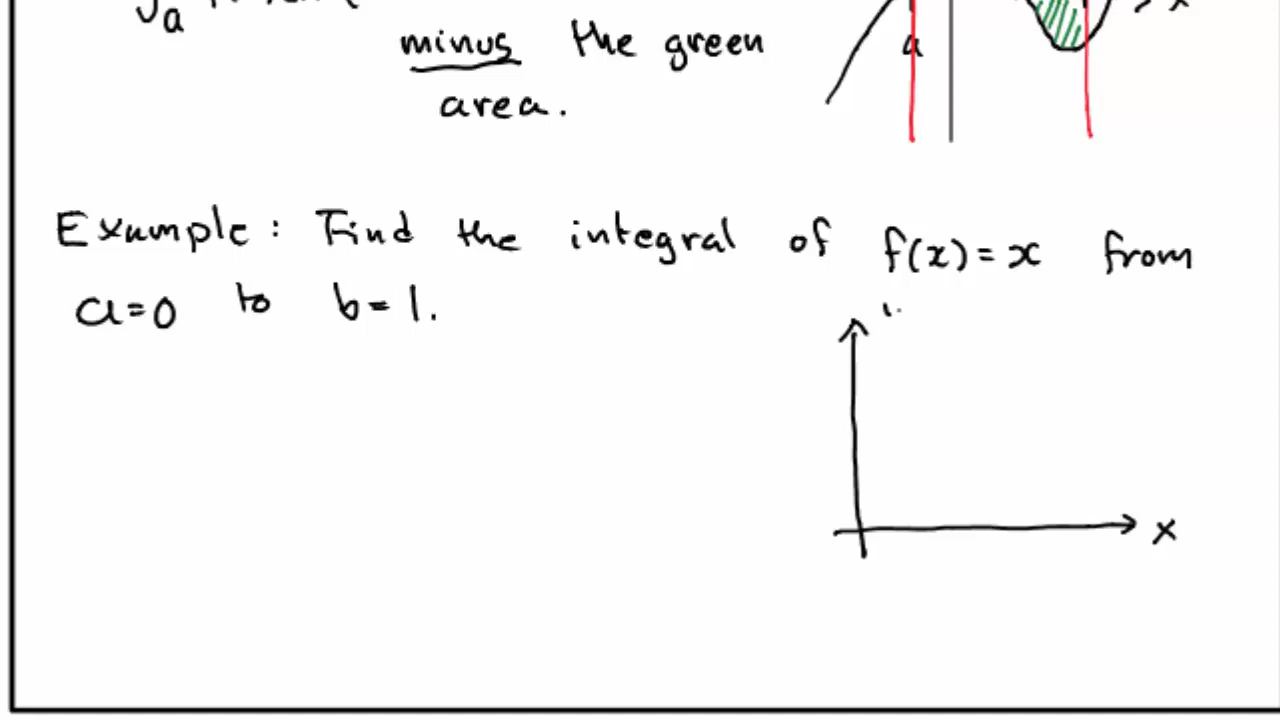 a
minus the green
area.
a
x
Example: Find the integral of f(x)=x from
a=0 to b=1.
x